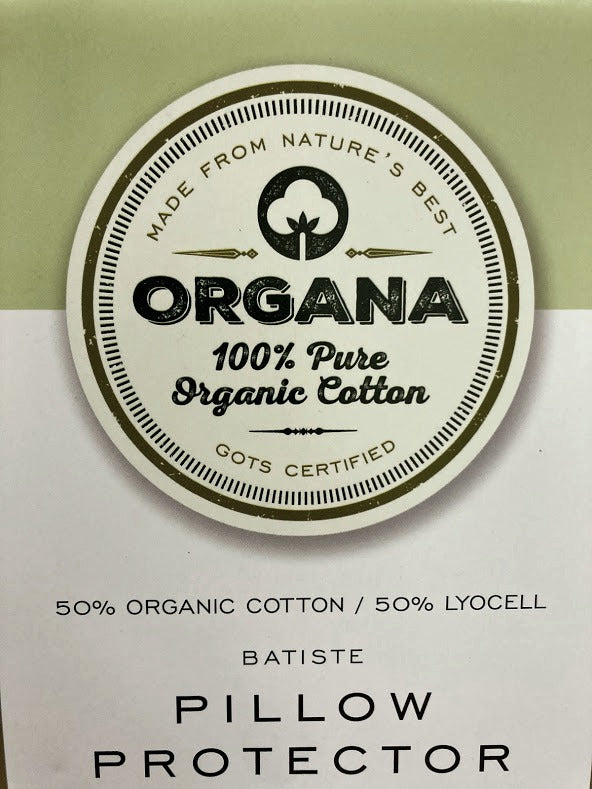 MADE FROM NATURE'S BEST
ORGANA
100% Pure
Organic Cotton
GOTS CERTIFIED
50% ORGANIC COTTON / 50% LYOCELL
BATISTE
PILLOW
PROTECTOR